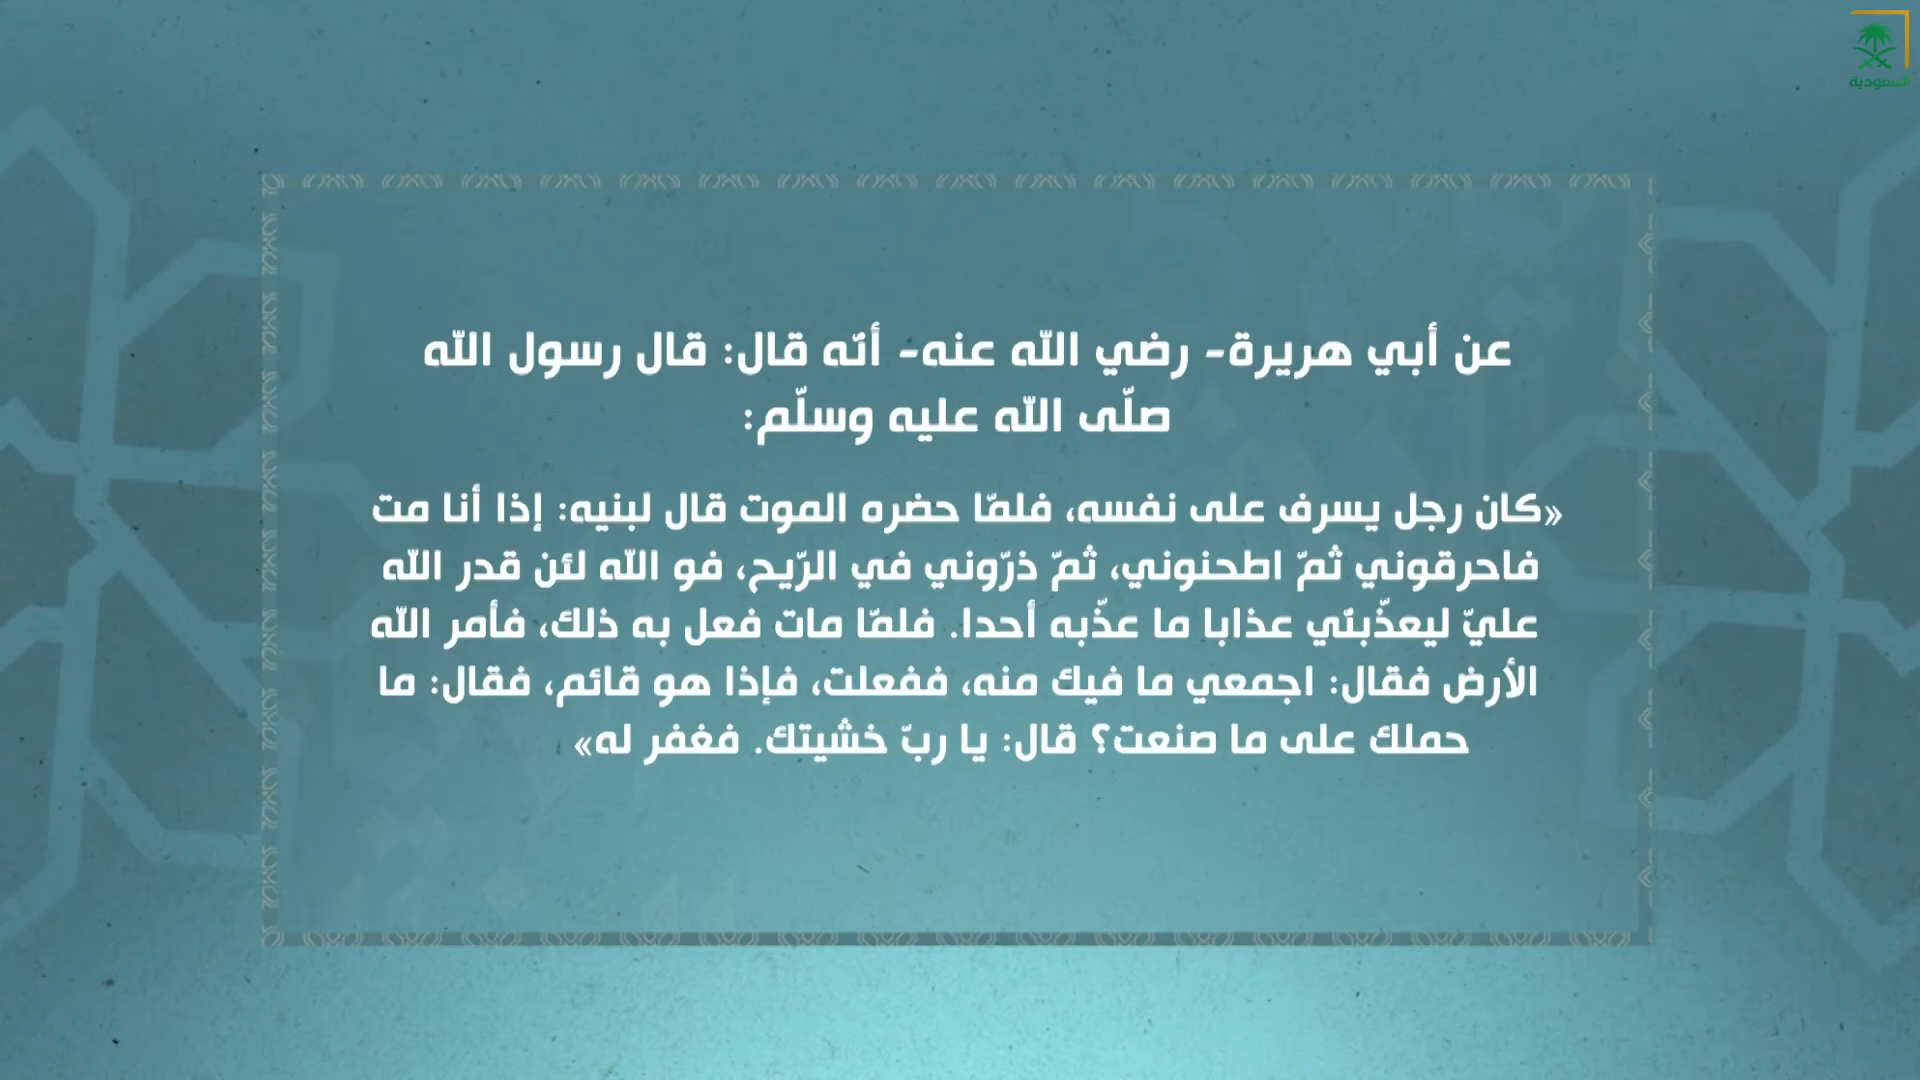 السعودية
عن أبي هريرة- رضي الله عنه- أنّه قال: قال رسول الله
صلّى الله عليه وسلّم:
«كان رجل يسرف على نفسه، فلمّا حضره الموت قال لبنيه: إذا أنا مت
فاحرقوني ثمّ اطحنوني، ثمّ ذرّوني في الرّيح، فو الله لئن قدر الله
عليّ ليعذّبنّي عذابا ما عذّبه أحدا. فلمّا مات فعل به ذلك، فأمر الله
الأرض فقال: اجمعي ما فيك منه، ففعلت، فإذا هو قائم، فقال: ما
حملك على ما صنعت؟ قال: يا ربّ خشيتك. فغفر له»